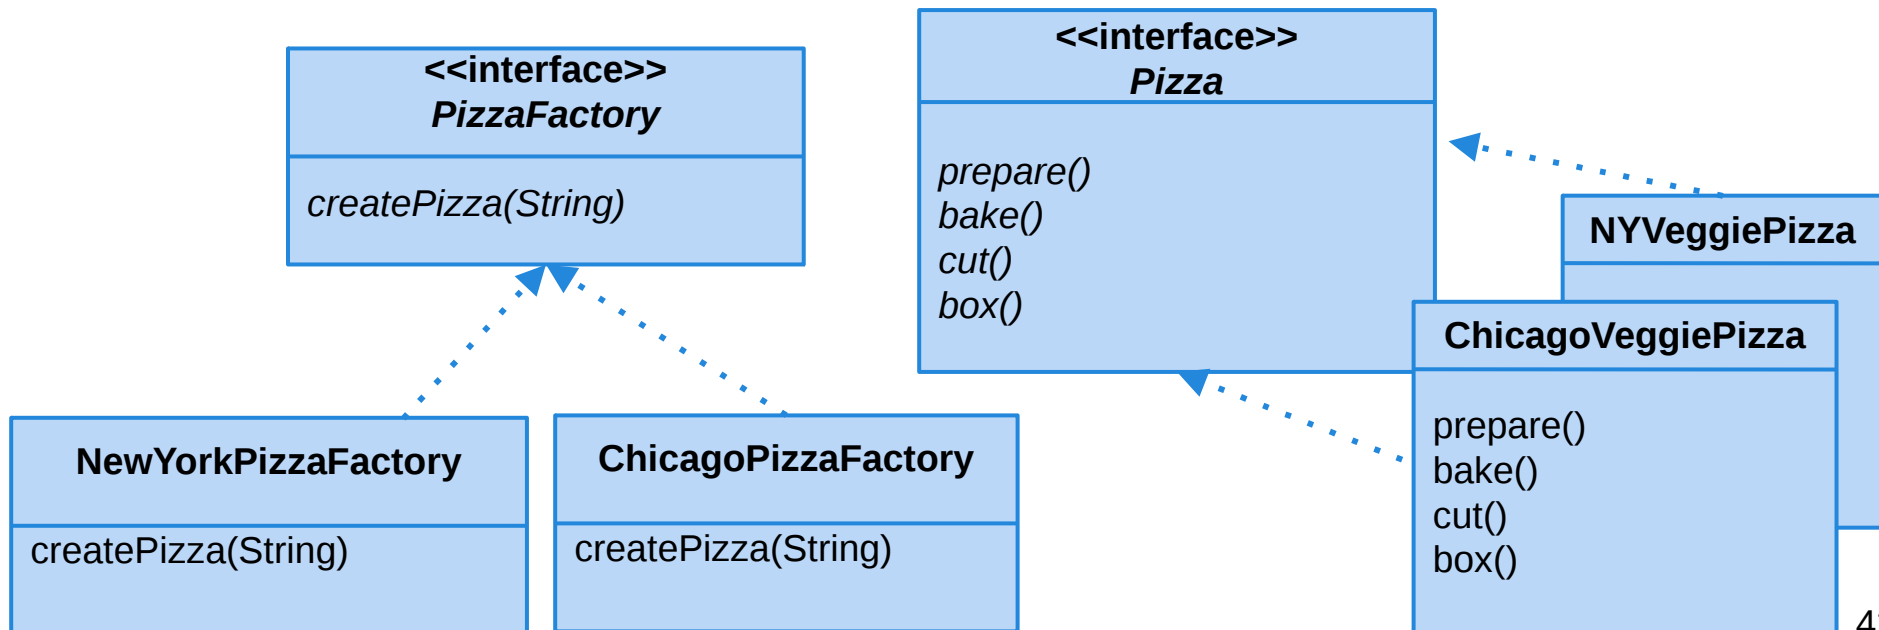 <<interface>>
PizzaFactory
createPizza(String)
NewYorkPizzaFactory
createPizza(String)
ChicagoPizzaFactory
createPizza(String)
<<interface>>
Pizza
prepare()
bake()
cut()
box()
NYVeggiePizza
ChicagoVeggiePizza
prepare()
bake()
cut()
box()